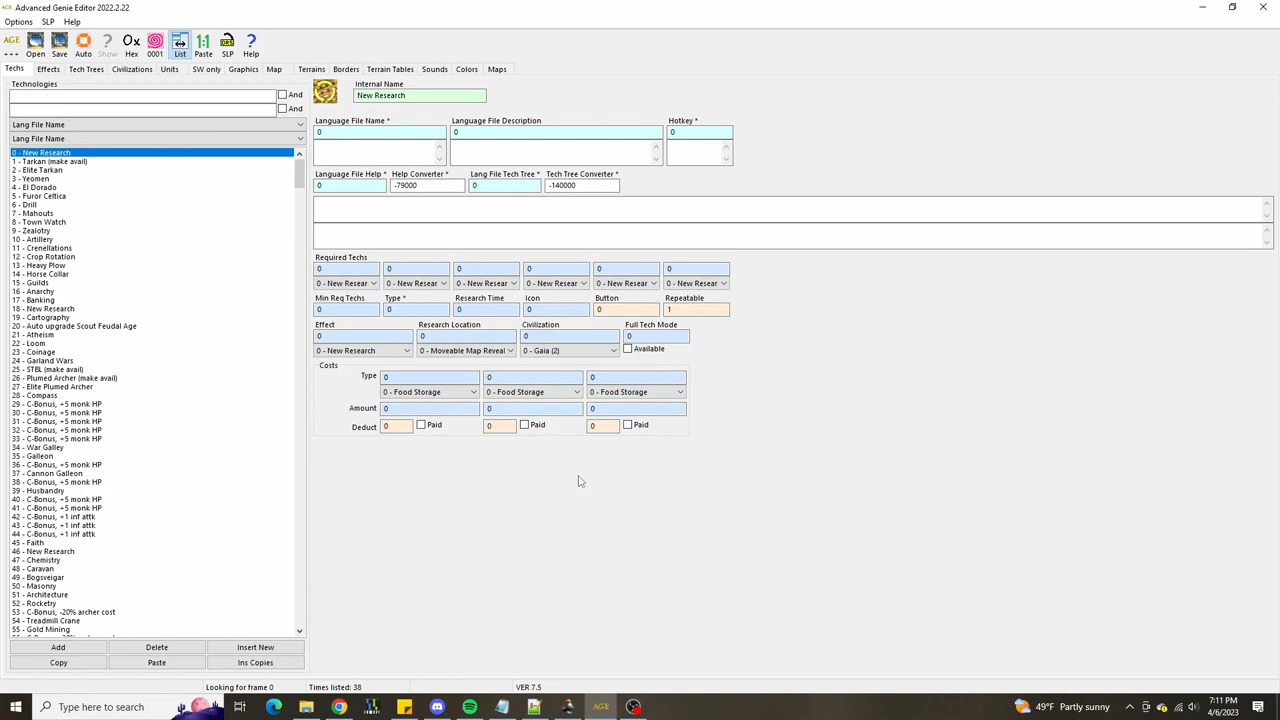 Advanced Genie Editor 2022.2.22
Options SLP Help
AGE Ox 1:1
Open Save Auto Show Hex 0001 List Paste SLP Help
Techs Effects Tech Trees Civilizations Units SW only Graphics Map Terrains Borders Terrain Tables Sounds Colors Maps
Technologies
And
And
Lang File Name
Lang File Name
0 - New Research
1 - Tarkan (make avail)
2 - Elite Tarkan
3 - Yeomen
4 - El Dorado
5 - Furor Celtica
6 - Drill
7 - Mahouts
8 - Town Watch
9 - Zealotry
10 - Artillery
11 - Crenellations
12 - Crop Rotation
13 - Heavy Plow
14 - Horse Collar
15 - Guilds
16 - Anarchy
17 - Banking
18 - New Research
19 - Cartography
20 - Auto upgrade Scout Feudal Age
21 - Atheism
22 - Loom
23 - Coinage
24 - Garland Wars
25 - STBL (make avail)
26 - Plumed Archer (make avail)
27 - Elite Plumed Archer
28 - Compass
29 - C-Bonus, +5 monk HP
30 - C-Bonus, +5 monk HP
31 - C-Bonus, +5 monk HP
32 - C-Bonus, +5 monk HP
33 - C-Bonus, +5 monk HP
34 - War Galley
35 - Galleon
36 - C-Bonus, +5 monk HP
37 - Cannon Galleon
38 - C-Bonus, +5 monk HP
39 - Husbandry
40 - C-Bonus, +5 monk HP
41 - C-Bonus, +5 monk HP
42 - C-Bonus, +1 inf attk
43 - C-Bonus, +1 inf attk
44 - C-Bonus, +1 inf attk
45 - Faith
46 - New Research
47 - Chemistry
48 - Caravan
49 - Bogsveigar
50 - Masonry
51 - Architecture
52 - Rocketry
53 - C-Bonus, -20% archer cost
54 - Treadmill Crane
55 - Gold Mining
Add Delete Insert New
Copy Paste Ins Copies
Internal Name
New Research
Language File Name * Language File Description Hotkey *
0 0 0
Language File Help * Help Converter * Lang File Tech Tree * Tech Tree Converter *
0 -79000 0 -140000
Required Techs
0 0 0 0 0 0
0 - New Resear 0 - New Resear 0 - New Resear 0 - New Resear 0 - New Resear 0 - New Resear
Min Req Techs Type * Research Time Icon Button Repeatable
0 0 0 0 0 1
Effect Research Location Civilization Full Tech Mode
0 0 0 0
0 - New Research 0 - Moveable Map Reveal 0 - Gaia (2) Available
Costs
Type 0 0 0
0 - Food Storage 0 - Food Storage 0 - Food Storage
Amount 0 0 0
Deduct 0 Paid 0 Paid 0 Paid
Looking for frame 0 Times listed: 38 VER 7.5
Type here to search AGE 49°F Partly sunny 7:11 PM
4/6/2023